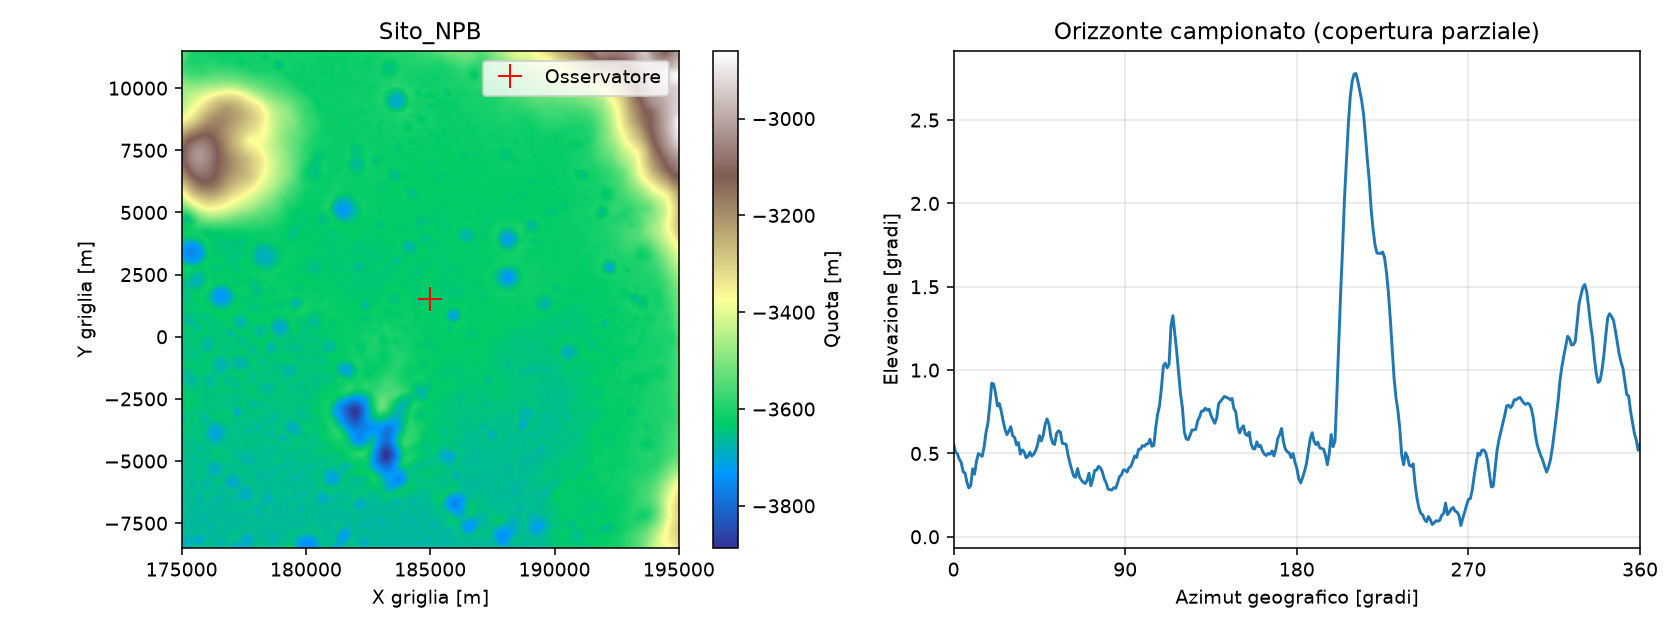 Sito_NPB
Osservatore
10000
7500
5000
2500
0
−2500
−5000
−7500
Y griglia [m]
175000 180000 185000 190000 195000
X griglia [m]
−3000
−3200
−3400
−3600
−3800
Quota [m]
Orizzonte campionato (copertura parziale)
2.5
2.0
1.5
1.0
0.5
0.0
Elevazione [gradi]
0 90 180 270 360
Azimut geografico [gradi]